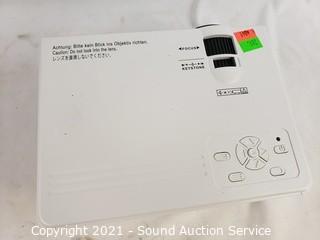 Achtung: Bitte kein Blick ins Objektiv richten.
Caution: Do not look into the lens.
レンズを直視しないでください。
◄FOCUS►
KEYSTONE
Copyright 2021 - Sound Auction Service